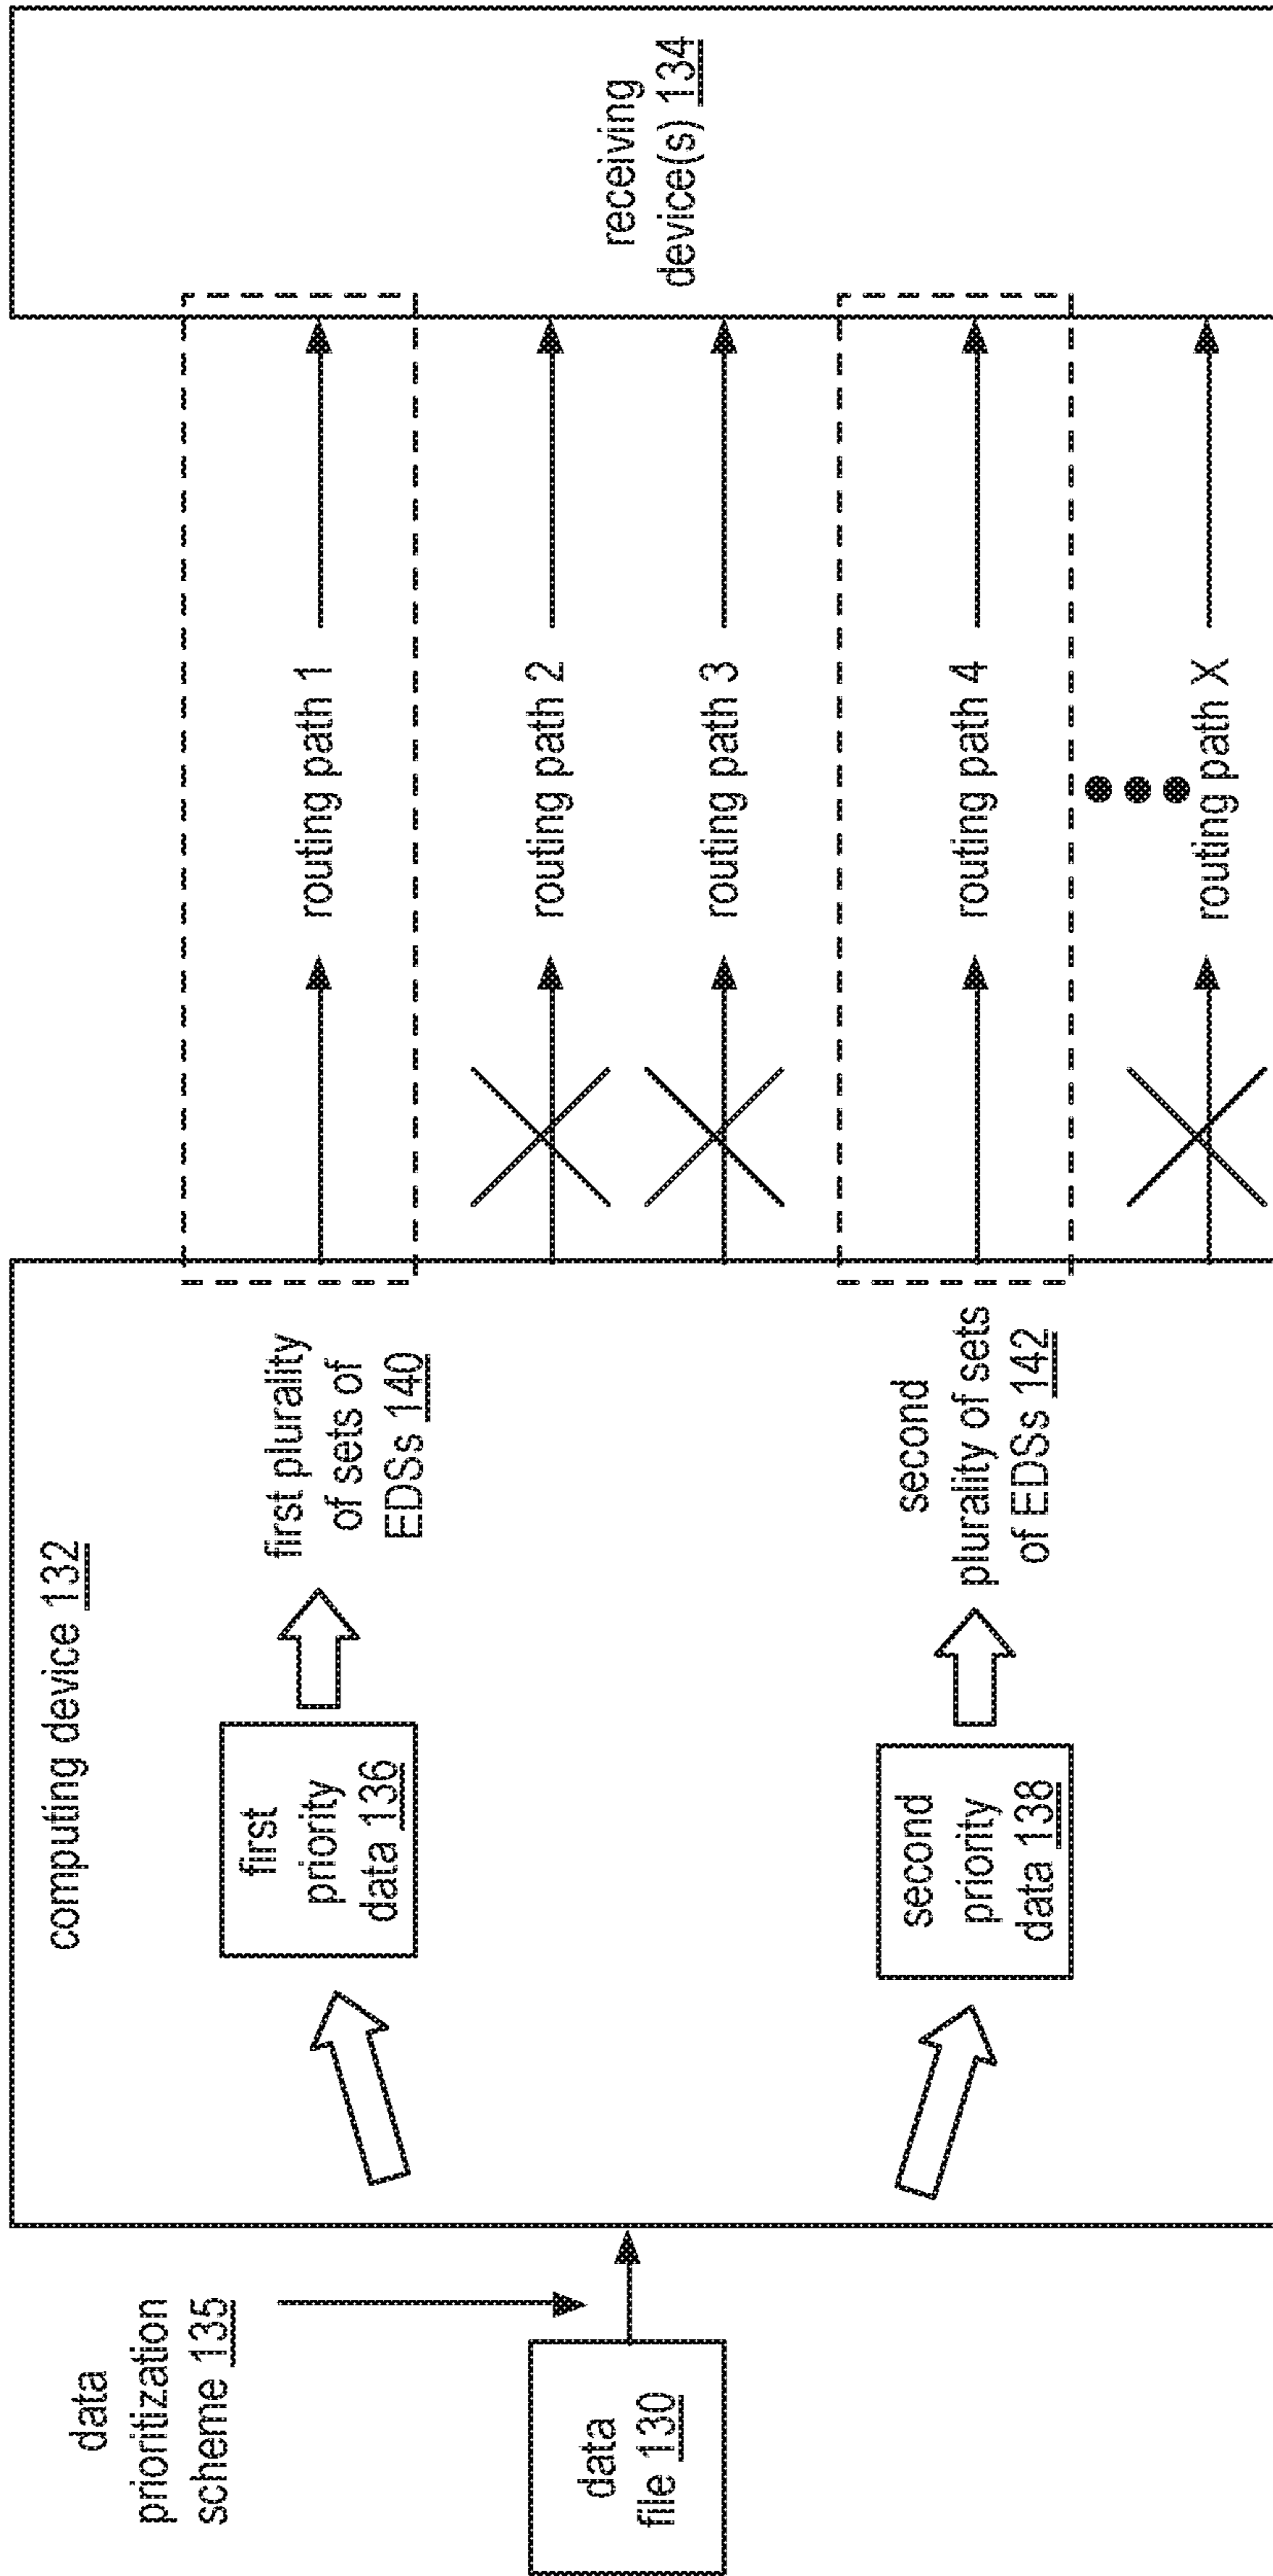 data
prioritization
scheme 135
data
file 130
computing device 132
first
priority
data 136
first plurality
of sets of
EDSs 140
second
priority
data 138
second
plurality of sets
of EDSs 142
routing path 1
routing path 2
routing path 3
routing path 4
routing path X
receiving
device(s) 134